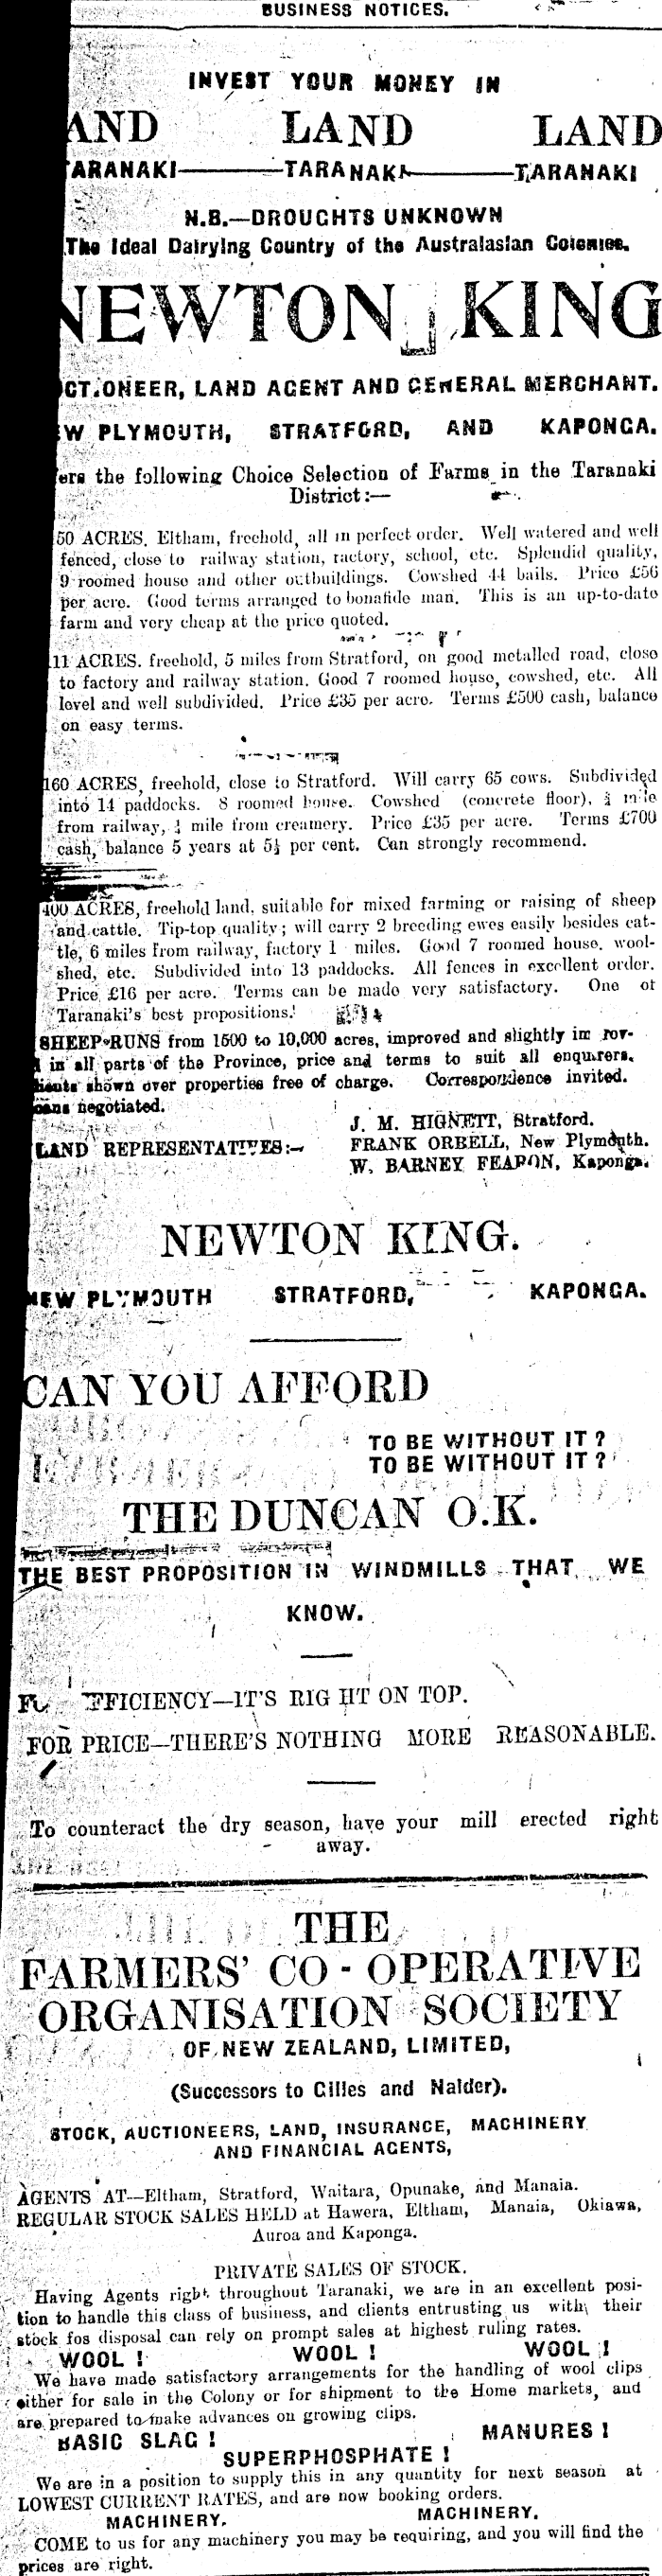 BUSINESS NOTICES.
INVEST YOUR MONEY IN
AND LAND LAND
ARANAKI——TARANAKI——TARANAKI
N.B.—DROUGHTS UNKNOWN
The Ideal Dairying Country of the Australasian Colonies.
NEWTON KING
CTIONEER, LAND AGENT AND GENERAL MERCHANT.
W PLYMOUTH, STRATFORD, AND KAPONGA.
ers the following Choice Selection of Farms in the Taranaki
District:—
50 ACRES, Eltham, freehold, all in perfect order. Well watered and well
fenced, close to railway station, factory, school, etc. Splendid quality,
9 roomed house and other outbuildings. Cowshed 44 bails. Price £56
per acre. Good terms arranged to bonafide man. This is an up-to-date
farm and very cheap at the price quoted.
11 ACRES. freehold, 5 miles from Stratford, on good metalled road, close
to factory and railway station. Good 7 roomed house, cowshed, etc. All
level and well subdivided. Price £35 per acre. Terms £500 cash, balance
on easy terms.
160 ACRES, freehold, close to Stratford. Will carry 65 cows. Subdivided
into 14 paddocks. 8 roomed house. Cowshed (concrete floor), mile
from railway, mile from creamery. Price £35 per acre. Terms £700
cash, balance 5 years at 5½ per cent. Can strongly recommend.
400 ACRES, freehold land, suitable for mixed farming or raising of sheep
and cattle. Tip-top quality; will carry 2 breeding ewes easily besides cat-
tle, 6 miles from railway, factory 1 miles. Good 7 roomed house, wool-
shed, etc. Subdivided into 13 paddocks. All fences in excellent order.
Price £16 per acre. Terms can be made very satisfactory. One of
Taranaki's best propositions.
SHEEP-RUNS from 1500 to 10,000 acres, improved and slightly im rov-
in all parts of the Province, price and terms to suit all enquirers.
ients shown over properties free of charge. Correspondence invited.
oans negotiated.
J. M. HIGNETT, Stratford.
LAND REPRESENTATIVES:— FRANK ORBELL, New Plymouth.
W. BARNEY FEARON, Kaponga.
NEWTON KING.
NEW PLYMOUTH STRATFORD, KAPONGA.
CAN YOU AFFORD
TO BE WITHOUT IT?
TO BE WITHOUT IT?
THE DUNCAN O.K.
THE BEST PROPOSITION IN WINDMILLS THAT WE
KNOW.
FO EFFICIENCY—IT'S RIGHT ON TOP.
FOR PRICE—THERE'S NOTHING MORE REASONABLE.
To counteract the dry season, have your mill erected right
away.
THE
FARMERS' CO-OPERATIVE
ORGANISATION SOCIETY
OF NEW ZEALAND, LIMITED,
(Successors to Gilles and Nalder).
STOCK, AUCTIONEERS, LAND, INSURANCE, MACHINERY
AND FINANCIAL AGENTS,
AGENTS AT—Eltham, Stratford, Waitara, Opunake, and Manaia.
REGULAR STOCK SALES HELD at Hawera, Eltham, Manaia, Okiawa,
Auroa and Kaponga.
PRIVATE SALES OF STOCK.
Having Agents right throughout Taranaki, we are in an excellent posi-
tion to handle this class of business, and clients entrusting us with their
stock fos disposal can rely on prompt sales at highest ruling rates.
WOOL! WOOL! WOOL!
We have made satisfactory arrangements for the handling of wool clips
either for sale in the Colony or for shipment to the Home markets, and
are prepared to make advances on growing clips.
BASIC SLAG! MANURES!
SUPERPHOSPHATE!
We are in a position to supply this in any quantity for next season at
LOWEST CURRENT RATES, and are now booking orders.
MACHINERY. MACHINERY.
COME to us for any machinery you may be requiring, and you will find the
prices are right.